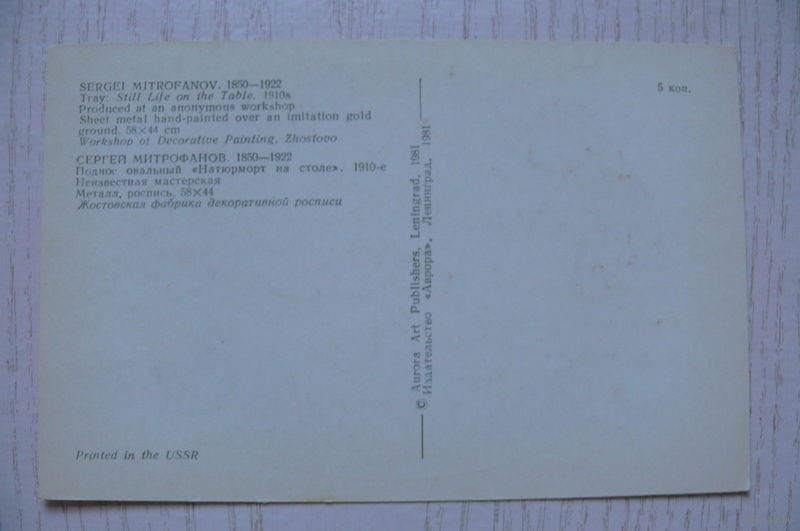 SERGEI MITROFANOV. 1850—1922
Tray: Still Life on the Table. 1910s
Produced at an anonymous workshop
Sheet metal hand-painted over an imitation gold
ground. 58×44 cm
Workshop of Decorative Painting. Zhostovo
СЕРГЕЙ МИТРОФАНОВ. 1850—1922
Поднос овальный «Натюрморт на столе». 1910-е
Неизвестная мастерская
Металл, роспись. 58×44
Жостовская фабрика декоративной росписи
Printed in the USSR
© Aurora Art Publishers, Leningrad, 1981
Издательство «Аврора», Ленинград, 1981
5 коп.